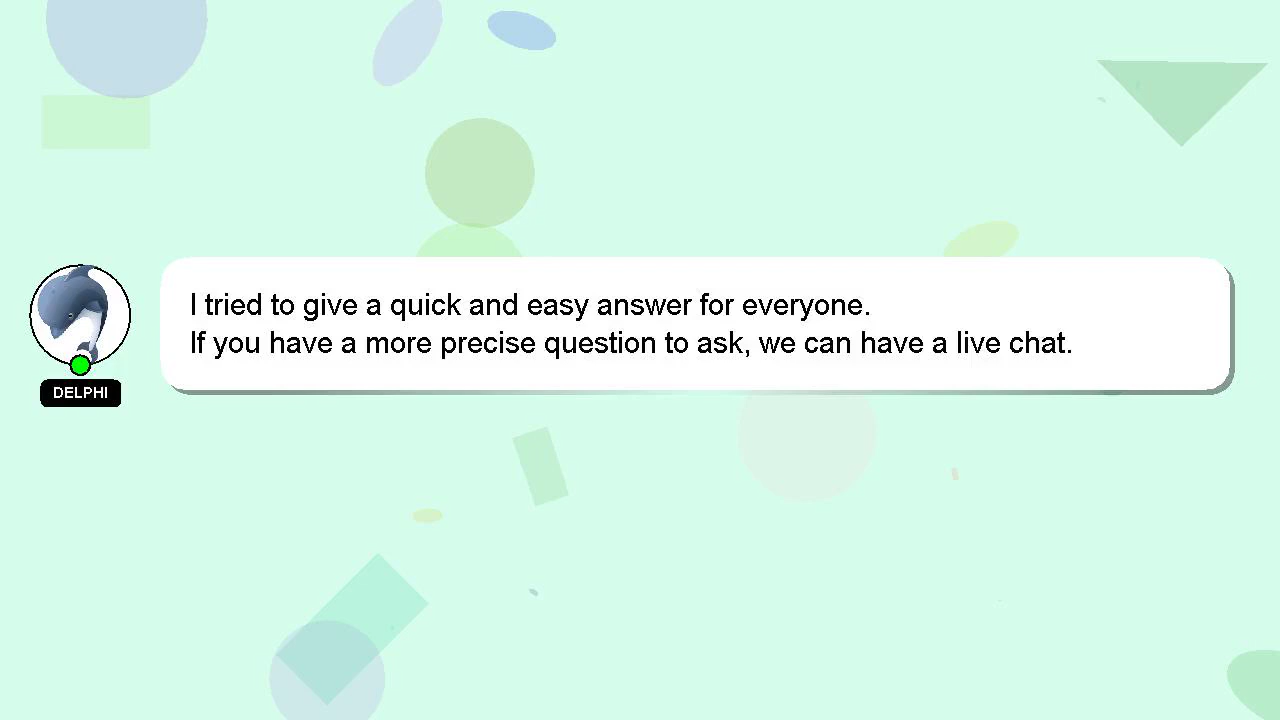 I tried to give a quick and easy answer for everyone.
If you have a more precise question to ask, we can have a live chat.
DELPHI